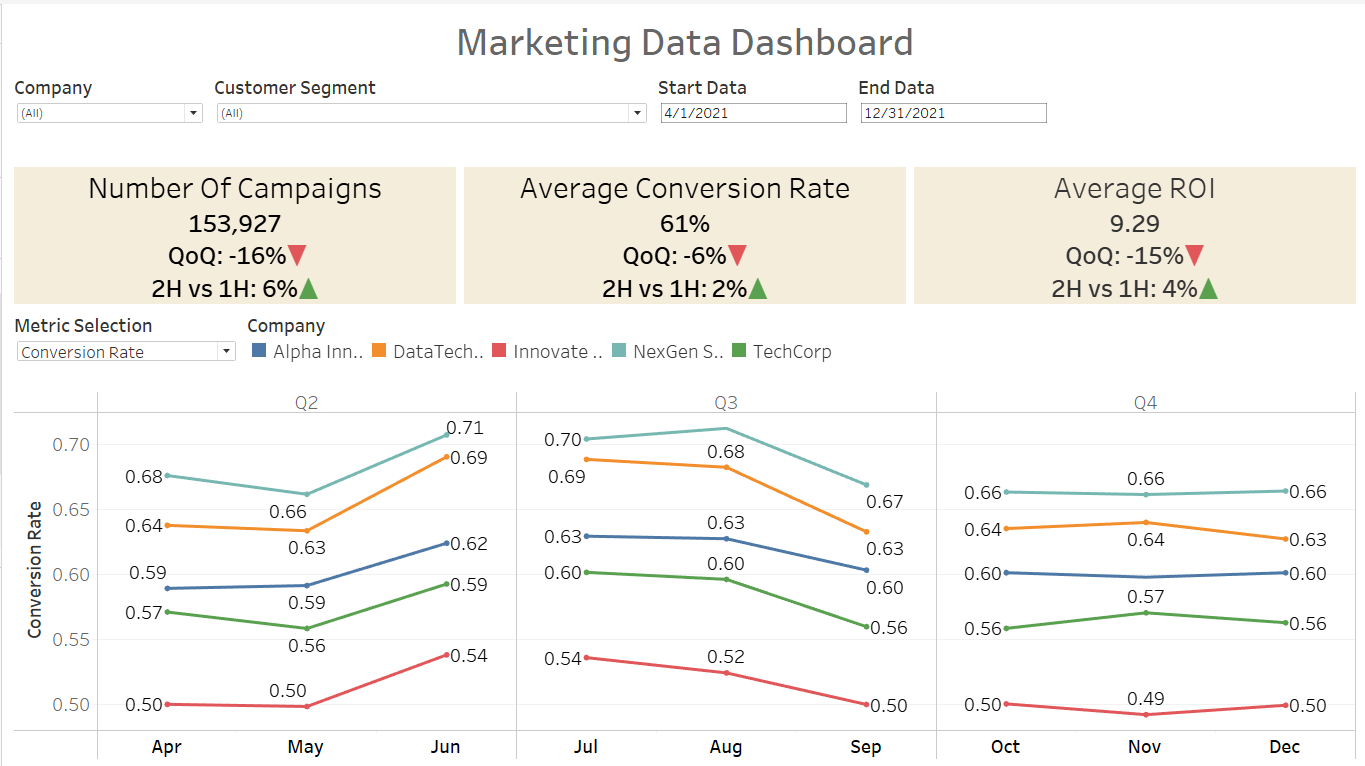 Marketing Data Dashboard
Company
Customer Segment
Start Data
End Data
(All)
(All)
4/1/2021
12/31/2021
Number Of Campaigns
153,927
QoQ: -16%▼
2H vs 1H: 6%▲
Average Conversion Rate
61%
QoQ: -6%▼
2H vs 1H: 2%▲
Average ROI
9.29
QoQ: -15%▼
2H vs 1H: 4%▲
Metric Selection
Conversion Rate
Company
Alpha Inn..
DataTech..
Innovate ..
NexGen S..
TechCorp
Q2
Q3
Q4
Conversion Rate
0.70
0.65
0.60
0.55
0.50
0.68
0.66
0.71
0.64
0.63
0.69
0.59
0.59
0.62
0.57
0.56
0.59
0.50
0.50
0.54
0.70
0.67
0.69
0.68
0.63
0.63
0.63
0.60
0.60
0.60
0.56
0.54
0.52
0.50
0.66
0.66
0.66
0.64
0.64
0.63
0.60
0.60
0.56
0.57
0.56
0.50
0.49
0.50
Apr
May
Jun
Jul
Aug
Sep
Oct
Nov
Dec